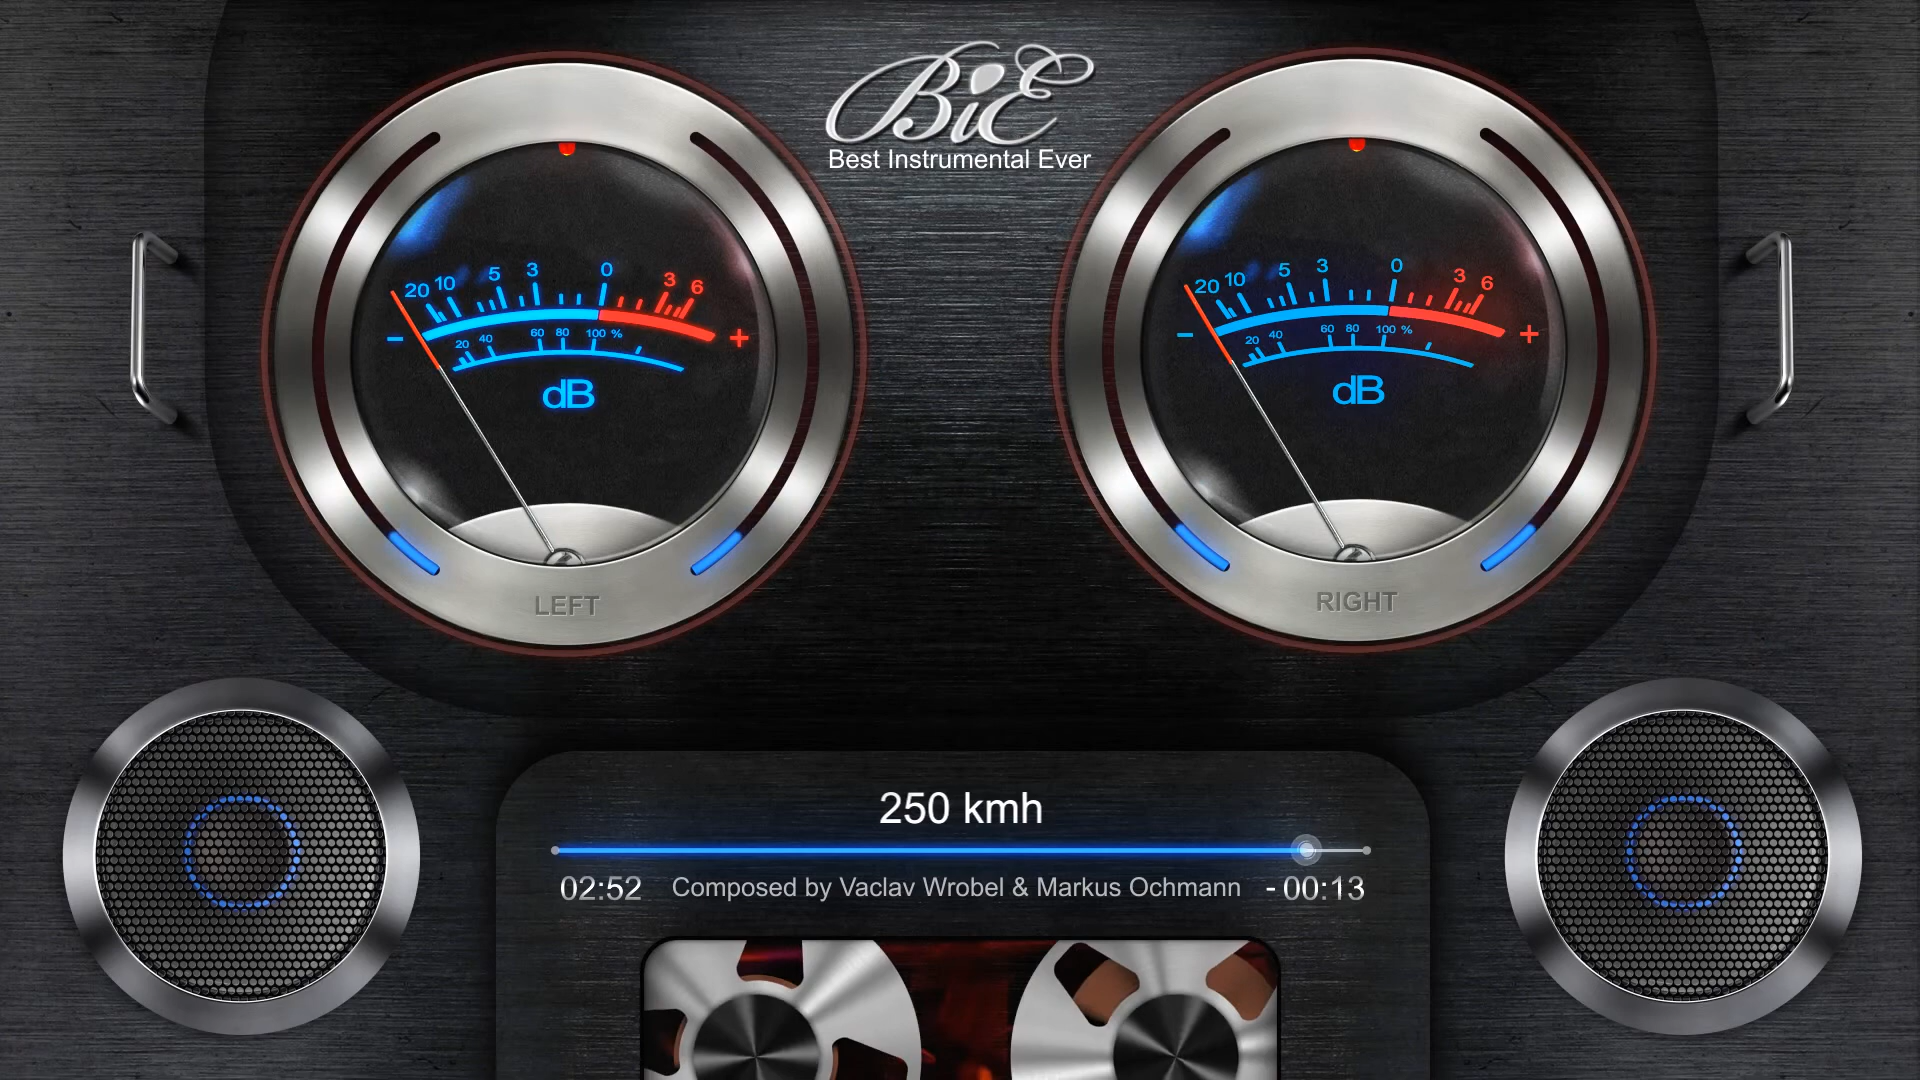 BiE
Best Instrumental Ever
20 10 5 3 0 3 6
- +
20 40 60 80 100 %
dB
LEFT
20 10 5 3 0 3 6
- +
20 40 60 80 100 %
dB
RIGHT
250 kmh
02:52 Composed by Vaclav Wrobel & Markus Ochmann - 00:13